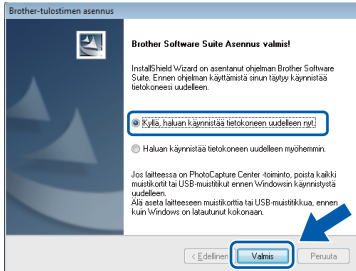 Brother-tulostimen asennus
Brother Software Suite Asennus valmis!
InstallShield Wizard on asentanut ohjelman Brother Software
Suite. Ennen ohjelman käyttämistä sinun täytyy käynnistää
tietokoneesi uudelleen.
Kyllä, haluan käynnistää tietokoneen uudelleen nyt.
Haluan käynnistää tietokoneen uudelleen myöhemmin.
Jos laitteessa on PhotoCapture Center -toiminto, poista kaikki
muistikortit tai USB-muistitikut ennen Windowsin käynnistystä
uudelleen.
Älä aseta laitteeseen muistikorttia tai USB-muistitikkua, ennen
kuin Windows on latautunut kokonaan.
< Edellinen
Valmis
Peruuta